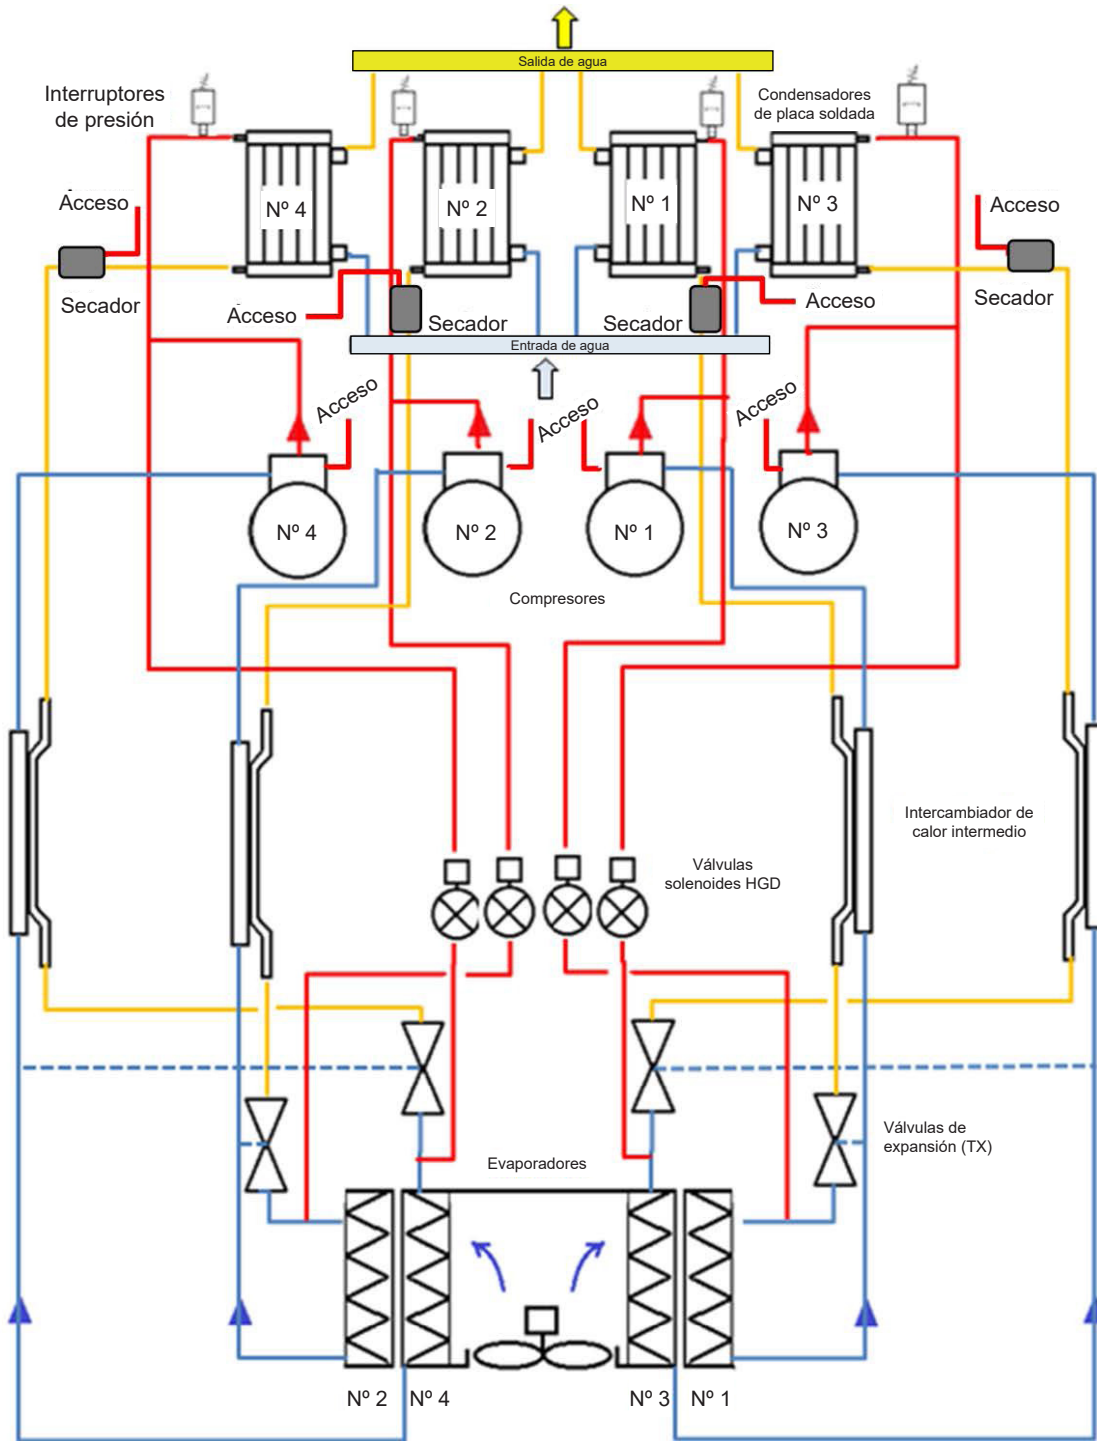 Salida de agua
Interruptores
de presión
Condensadores
de placa soldada
Nº 4
Nº 2
Nº 1
Nº 3
Acceso
Acceso
Secador
Acceso
Secador
Secador
Acceso
Secador
Entrada de agua
Acceso
Acceso
Acceso
Nº 4
Nº 2
Nº 1
Nº 3
Compresores
Intercambiador de
calor intermedio
Válvulas
solenoides HGD
Válvulas de
expansión (TX)
Evaporadores
Nº 2
Nº 4
Nº 3
Nº 1